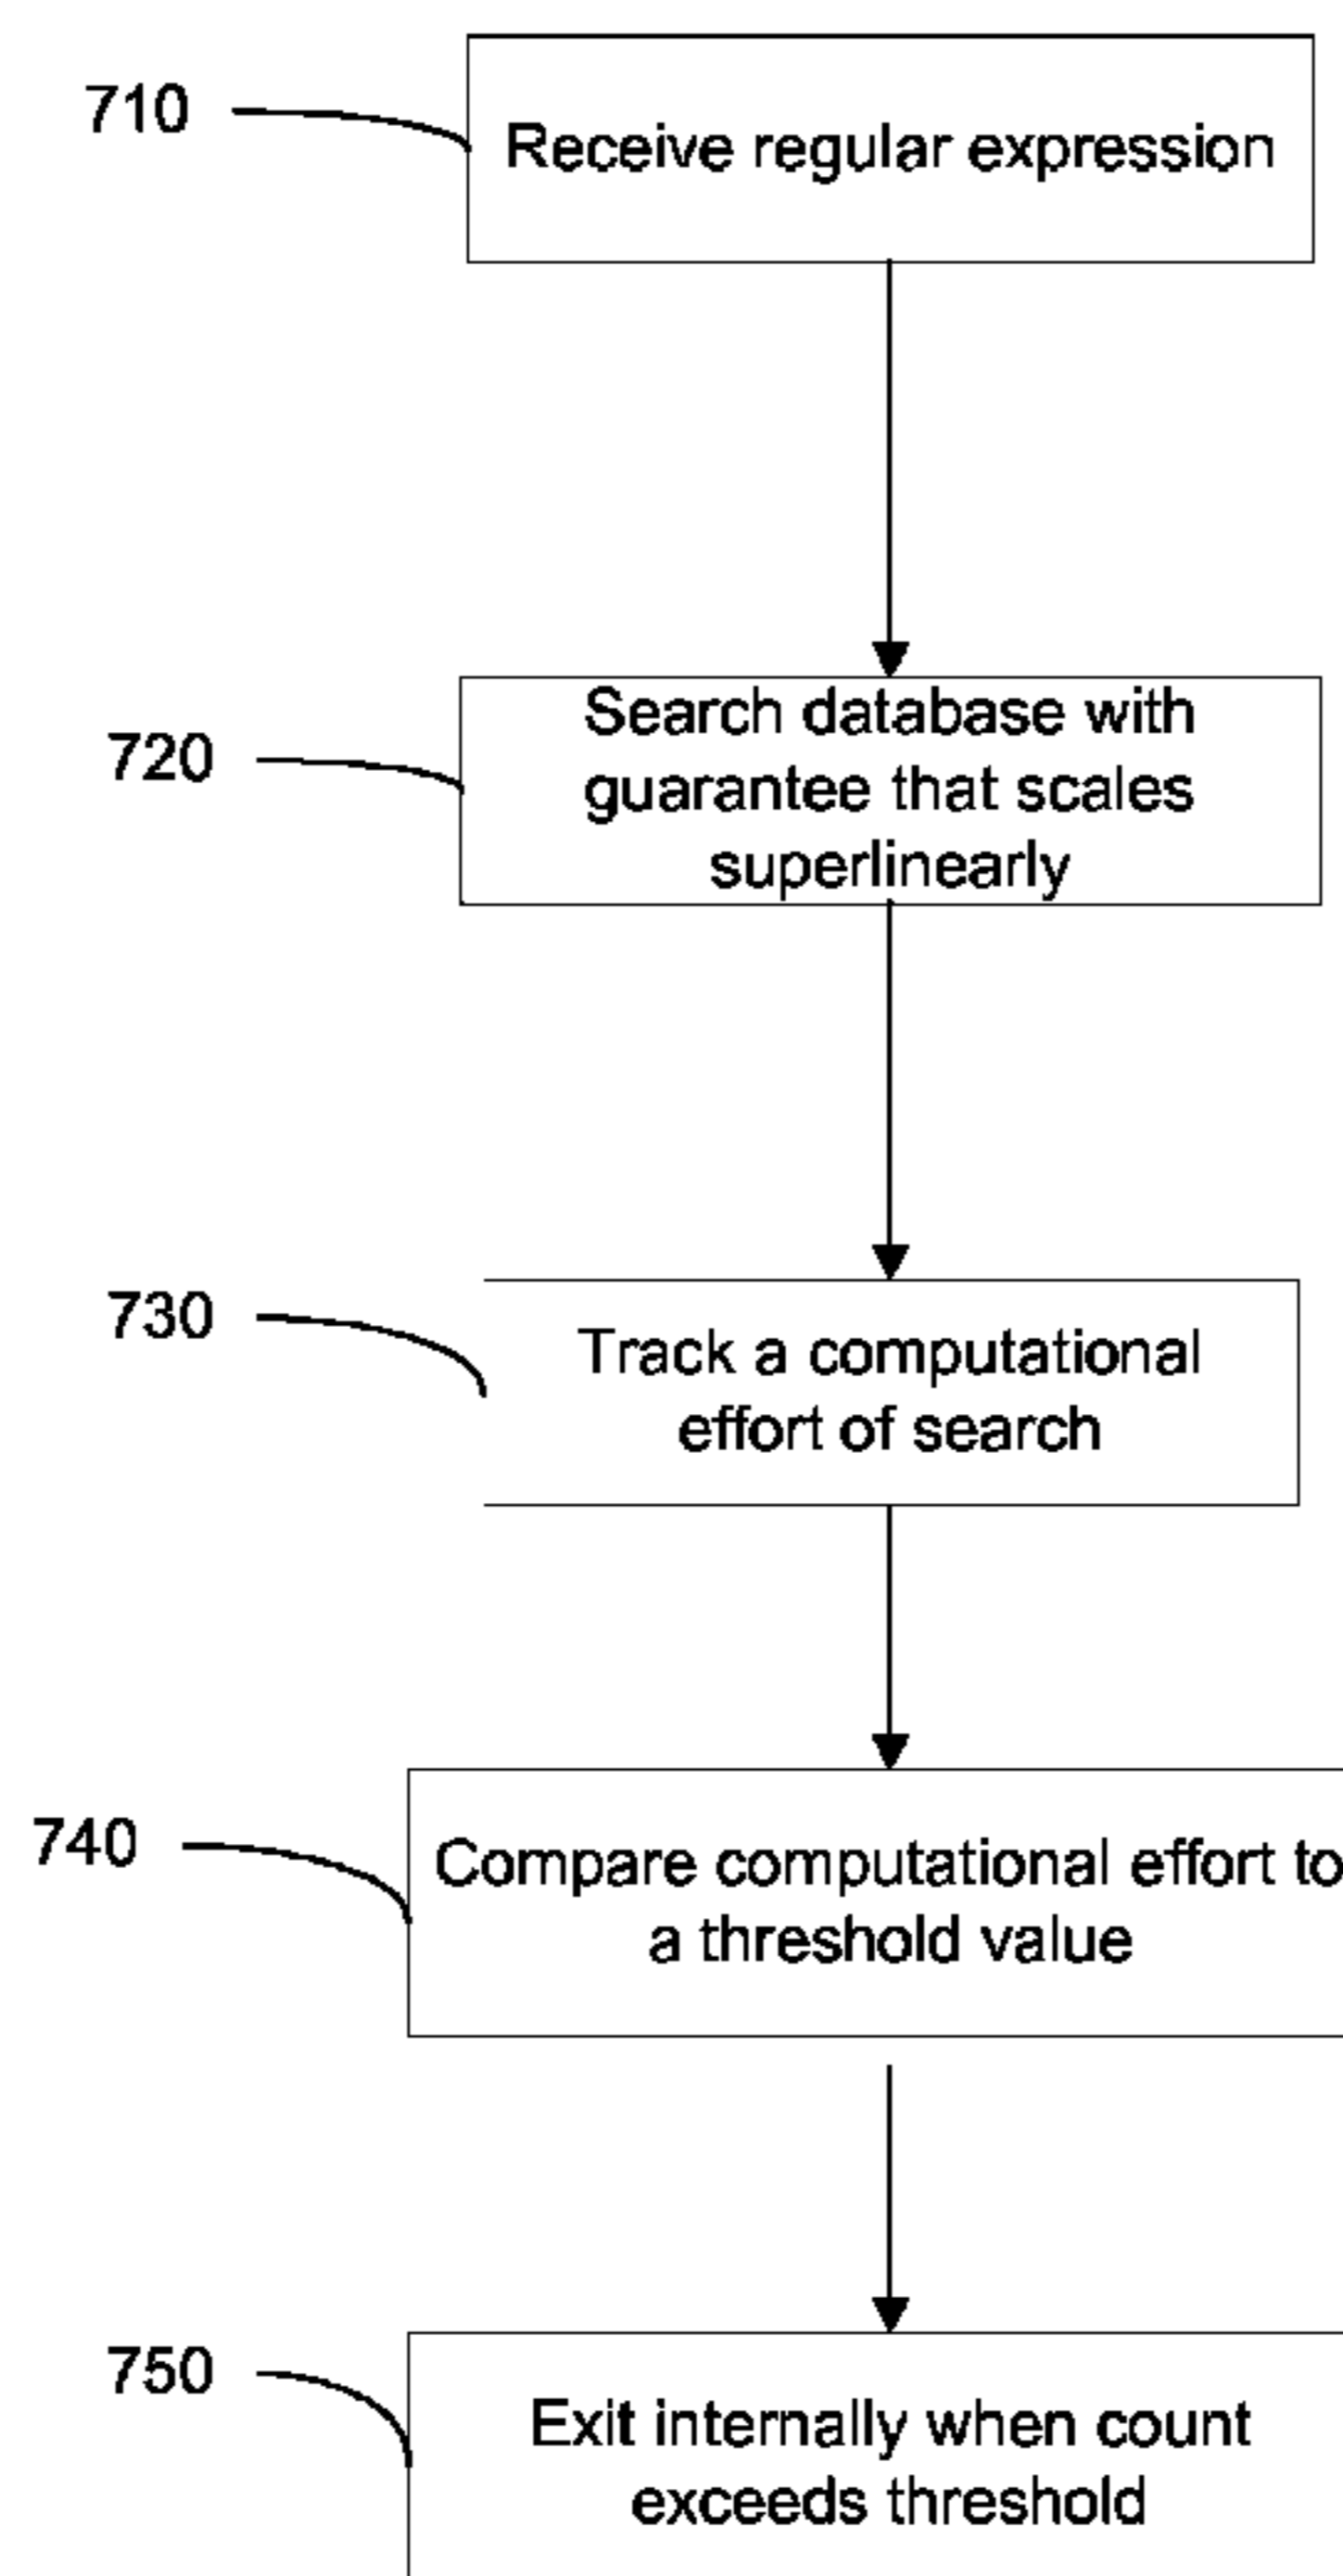 710
Receive regular expression
720
Search database with
guarantee that scales
superlinearly
730
Track a computational
effort of search
740
Compare computational effort to
a threshold value
750
Exit internally when count
exceeds threshold